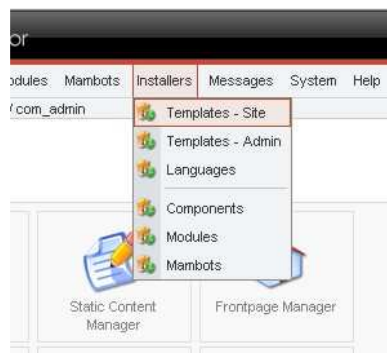 or
odules Mambots Installers Messages System Help
/ com_admin
Templates - Site
Templates - Admin
Languages
Components
Modules
Mambots
Static Content
Manager
Frontpage Manager